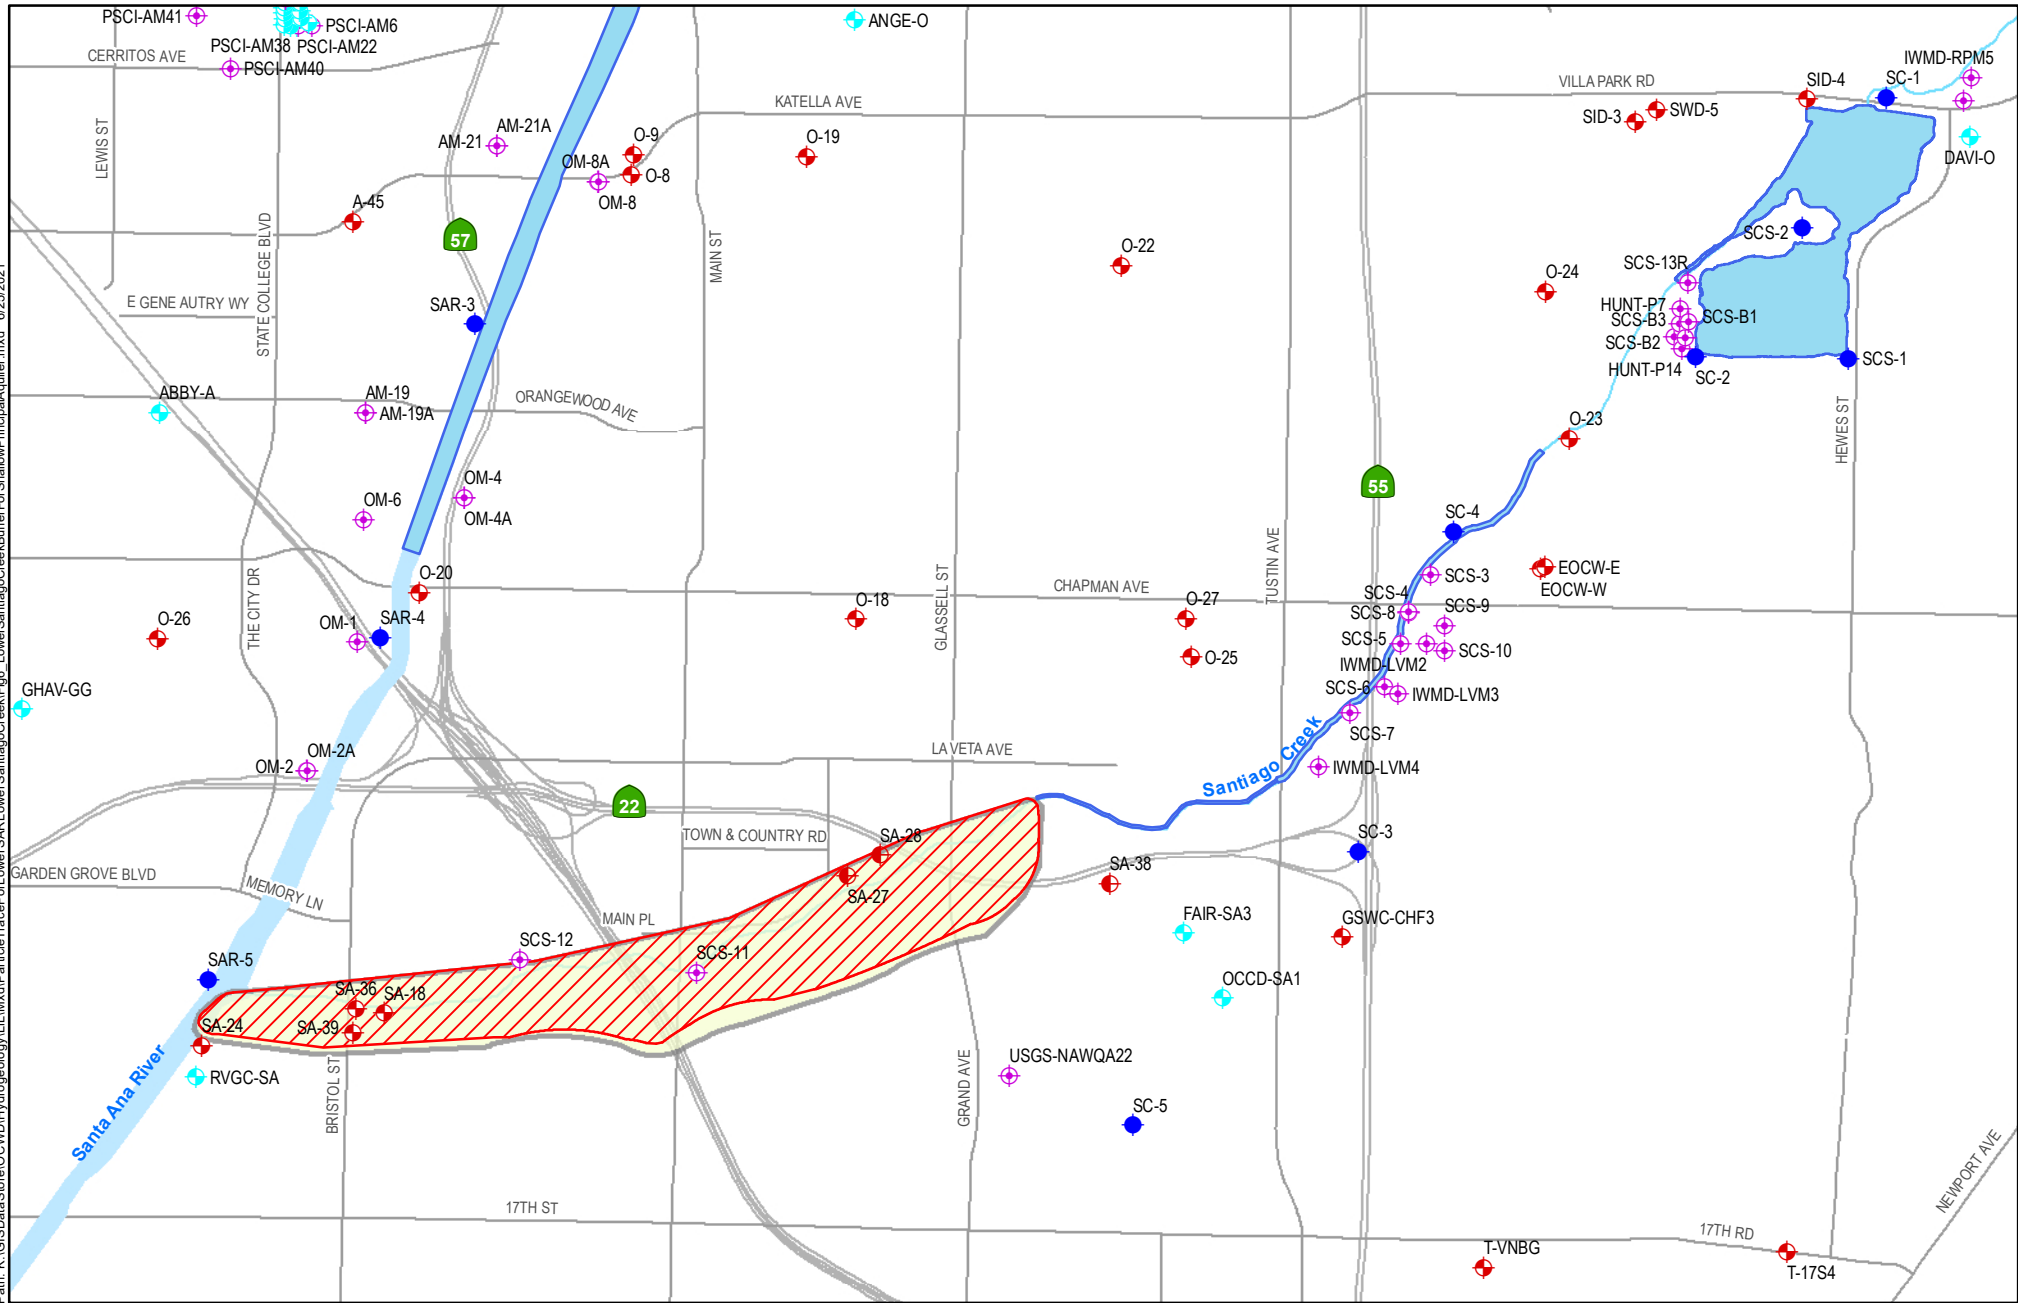 PSCI-AM41
PSCI-AM6
PSCI-AM38
PSCI-AM22
CERRITOS AVE
PSCI-AM40
ANGE-O
IWMD-RPM5
VILLA PARK RD
SID-4
SC-1
KATELLA AVE
SID-3
SWD-5
LEWIS ST
AM-21A
AM-21
O-9
O-19
OM-8A
O-8
OM-8
DAVI-O
A-45
STATE COLLEGE BLVD
57
MAIN ST
SCS-2
O-22
SCS-13R
O-24
E GENE AUTRY WY
SAR-3
HUNT-P7
SCS-B3
SCS-B1
SCS-B2
HUNT-P14
SC-2
SCS-1
ABBY-A
AM-19
AM-19A
ORANGEWOOD AVE
O-23
HEWES ST
OM-4
OM-4A
OM-6
55
SC-4
TUSTIN AVE
THE CITY DR
O-20
CHAPMAN AVE
GLASSELL ST
EOCW-E
EOCW-W
SCS-3
SCS-4
SCS-8
SCS-9
O-26
OM-1
SAR-4
O-18
O-27
O-25
SCS-5
SCS-10
IWMD-LVM2
SCS-6
IWMD-LVM3
SCS-7
GHAV-GG
OM-2A
OM-2
LA VETA AVE
Santiago Creek
IWMD-LVM4
22
TOWN & COUNTRY RD
SA-28
SC-3
SA-27
SA-38
GARDEN GROVE BLVD
MEMORY LN
MAIN PL
FAIR-SA3
GSWC-CHF3
SCS-12
SCS-11
SAR-5
OCCD-SA1
SA-36
SA-18
SA-24
SA-39
RVGC-SA
Santa Ana River
BRISTOL ST
USGS-NAWQA22
GRAND AVE
SC-5
NEWPORT AVE
17TH ST
17TH RD
T-VNBG
T-17S4